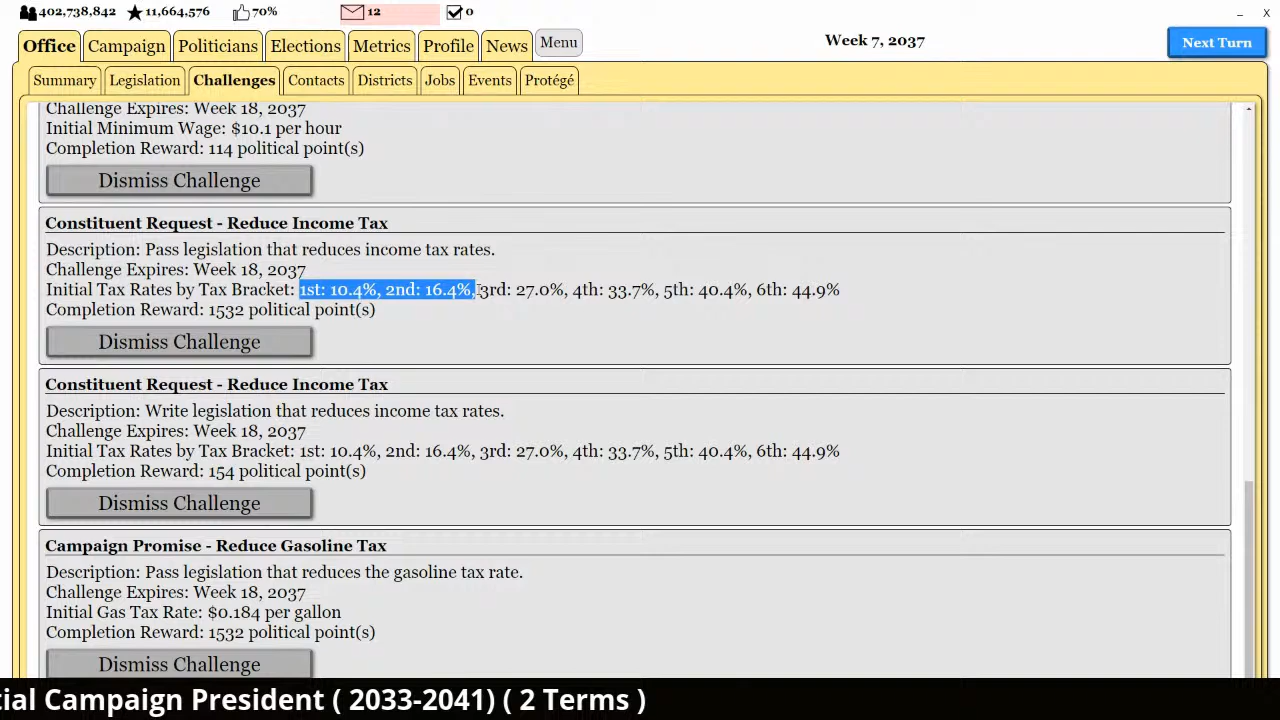 402,738,842 11,664,576 70% 12 0
Office Campaign Politicians Elections Metrics Profile News Menu Week 7, 2037 Next Turn
Summary Legislation Challenges Contacts Districts Jobs Events Protégé
Challenge Expires: Week 18, 2037
Initial Minimum Wage: $10.1 per hour
Completion Reward: 114 political point(s)
Dismiss Challenge
Constituent Request - Reduce Income Tax
Description: Pass legislation that reduces income tax rates.
Challenge Expires: Week 18, 2037
Initial Tax Rates by Tax Bracket: 1st: 10.4%, 2nd: 16.4%, 3rd: 27.0%, 4th: 33.7%, 5th: 40.4%, 6th: 44.9%
Completion Reward: 1532 political point(s)
Dismiss Challenge
Constituent Request - Reduce Income Tax
Description: Write legislation that reduces income tax rates.
Challenge Expires: Week 18, 2037
Initial Tax Rates by Tax Bracket: 1st: 10.4%, 2nd: 16.4%, 3rd: 27.0%, 4th: 33.7%, 5th: 40.4%, 6th: 44.9%
Completion Reward: 154 political point(s)
Dismiss Challenge
Campaign Promise - Reduce Gasoline Tax
Description: Pass legislation that reduces the gasoline tax rate.
Challenge Expires: Week 18, 2037
Initial Gas Tax Rate: $0.184 per gallon
Completion Reward: 1532 political point(s)
Dismiss Challenge
tial Campaign President ( 2033-2041) ( 2 Terms )